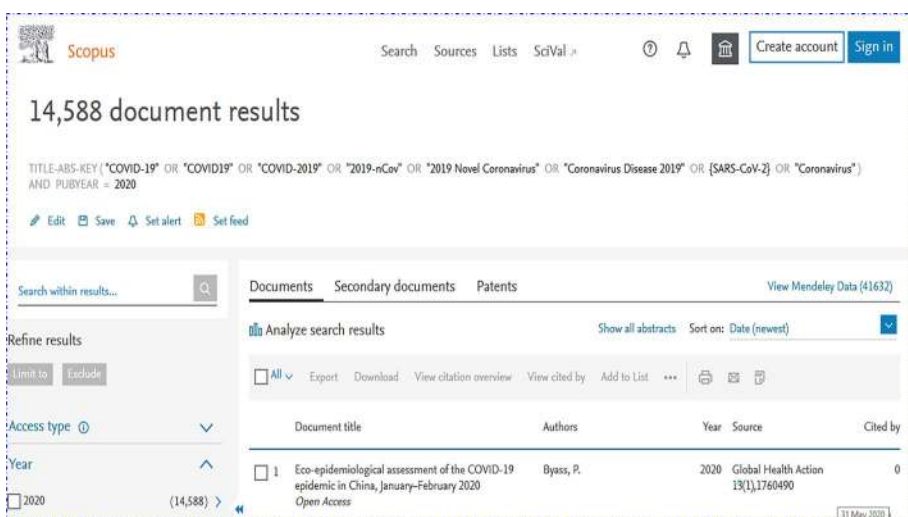 Scopus
Search Sources Lists SciVal
Create account
Sign in
14,588 document results
TITLE-ABS-KEY ( "COVID-19" OR "COVID19" OR "COVID-2019" OR "2019-nCov" OR "2019 Novel Coronavirus" OR "Coronavirus Disease 2019" OR {SARS-CoV-2} OR "Coronavirus" )
AND PUBYEAR = 2020
Edit Save Set alert Set feed
Search within results...
Documents Secondary documents Patents
View Mendeley Data (41632)
Refine results
Analyze search results
Show all abstracts Sort on: Date (newest)
Limit to Exclude
All Export Download View citation overview View cited by Add to List
Access type
Document title Authors Year Source Cited by
Year
1 Eco-epidemiological assessment of the COVID-19 Byass, P. 2020 Global Health Action 0
epidemic in China, January–February 2020 13(1),1760490
Open Access
2020 (14,588)
31 May 2020